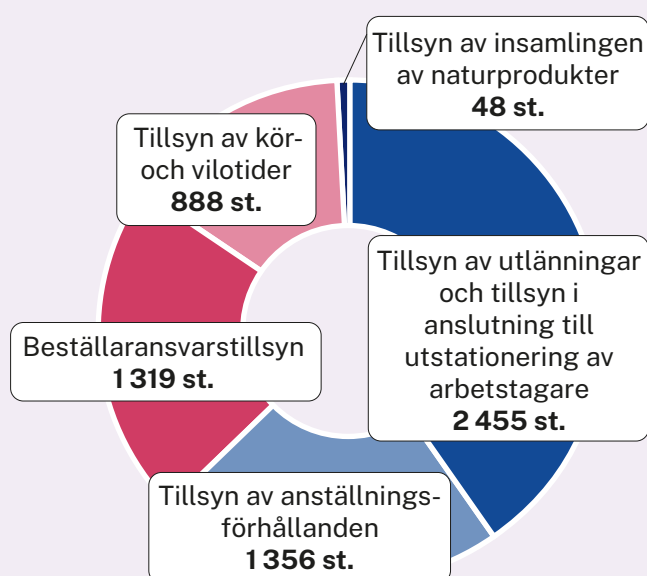 Tillsyn av insamlingen
av naturprodukter
48 st.
Tillsyn av kör-
och vilotider
888 st.
Tillsyn av utlänningar
och tillsyn i
anslutning till
utstationering av
arbetstagare
2 455 st.
Beställaransvarstillsyn
1 319 st.
Tillsyn av anställnings-
förhållanden
1 356 st.